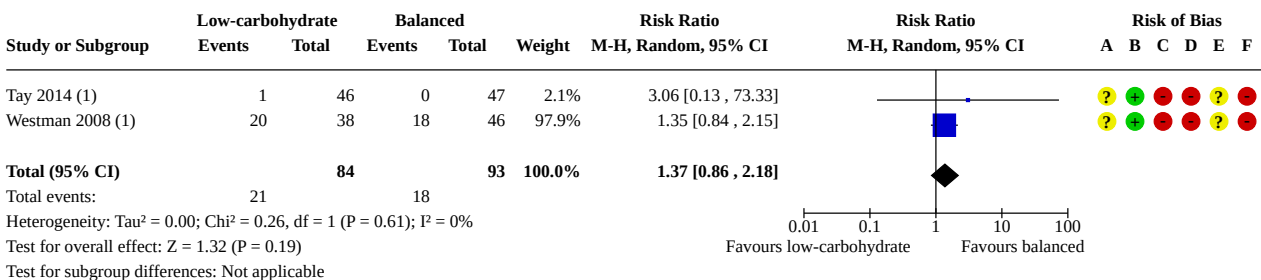 Low-carbohydrate Balanced Risk Ratio Risk Ratio Risk of Bias
Study or Subgroup Events Total Events Total Weight M-H, Random, 95% CI M-H, Random, 95% CI A B C D E F
Tay 2014 (1) 1 46 0 47 2.1% 3.06 [0.13 , 73.33] ? + - - ? -
Westman 2008 (1) 20 38 18 46 97.9% 1.35 [0.84 , 2.15] ? + - - ? -
Total (95% CI) 84 93 100.0% 1.37 [0.86 , 2.18]
Total events: 21 18
Heterogeneity: Tau² = 0.00; Chi² = 0.26, df = 1 (P = 0.61); I² = 0%
0.01 0.1 1 10 100
Test for overall effect: Z = 1.32 (P = 0.19) Favours low-carbohydrate Favours balanced
Test for subgroup differences: Not applicable